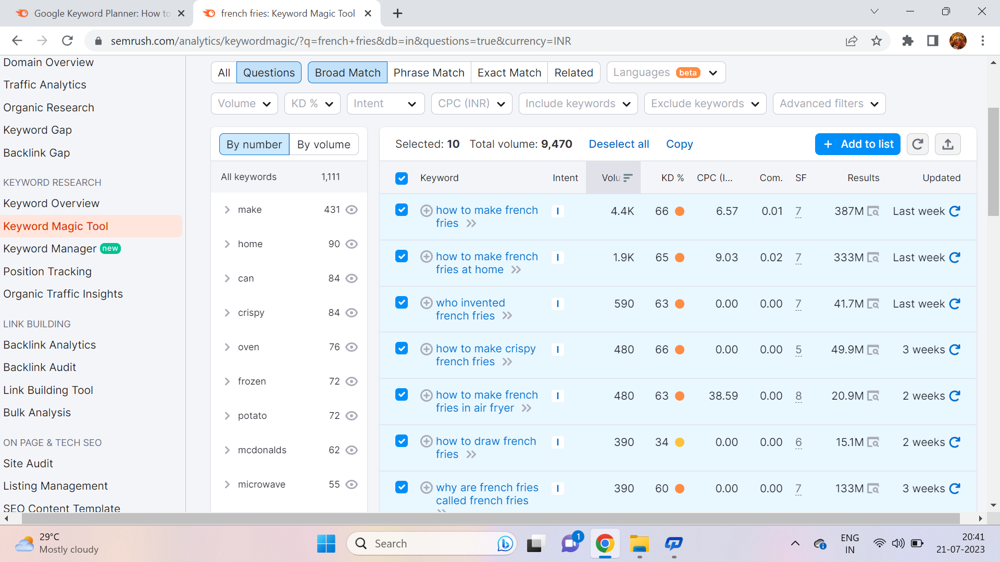 Google Keyword Planner: How to
french fries: Keyword Magic Tool
semrush.com/analytics/keywordmagic/?q=french+fries&db=in&questions=true&currency=INR
Domain Overview
Traffic Analytics
Organic Research
Keyword Gap
Backlink Gap
KEYWORD RESEARCH
Keyword Overview
Keyword Magic Tool
Keyword Manager new
Position Tracking
Organic Traffic Insights
LINK BUILDING
Backlink Analytics
Backlink Audit
Link Building Tool
Bulk Analysis
ON PAGE & TECH SEO
Site Audit
Listing Management
SEO Content Template
All Questions Broad Match Phrase Match Exact Match Related Languages beta
Volume KD % Intent CPC (INR) Include keywords Exclude keywords Advanced filters
By number By volume
All keywords 1,111
make 431
home 90
can 84
crispy 84
oven 76
frozen 72
potato 72
mcdonalds 62
microwave 55
Selected: 10 Total volume: 9,470 Deselect all Copy + Add to list
Keyword Intent Volu KD % CPC (I... Com. SF Results Updated
how to make french I 4.4K 66 6.57 0.01 7 387M Last week
fries
how to make french I 1.9K 65 9.03 0.02 7 333M Last week
fries at home
who invented I 590 63 0.00 0.00 7 41.7M Last week
french fries
how to make crispy I 480 66 0.00 0.00 5 49.9M 3 weeks
french fries
how to make french I 480 63 38.59 0.00 8 20.9M 2 weeks
fries in air fryer
how to draw french I 390 34 0.00 0.00 6 15.1M 2 weeks
fries
why are french fries I 390 60 0.00 0.00 7 133M 3 weeks
called french fries
29°C
Mostly cloudy
Search
1
ENG
IN
20:41
21-07-2023